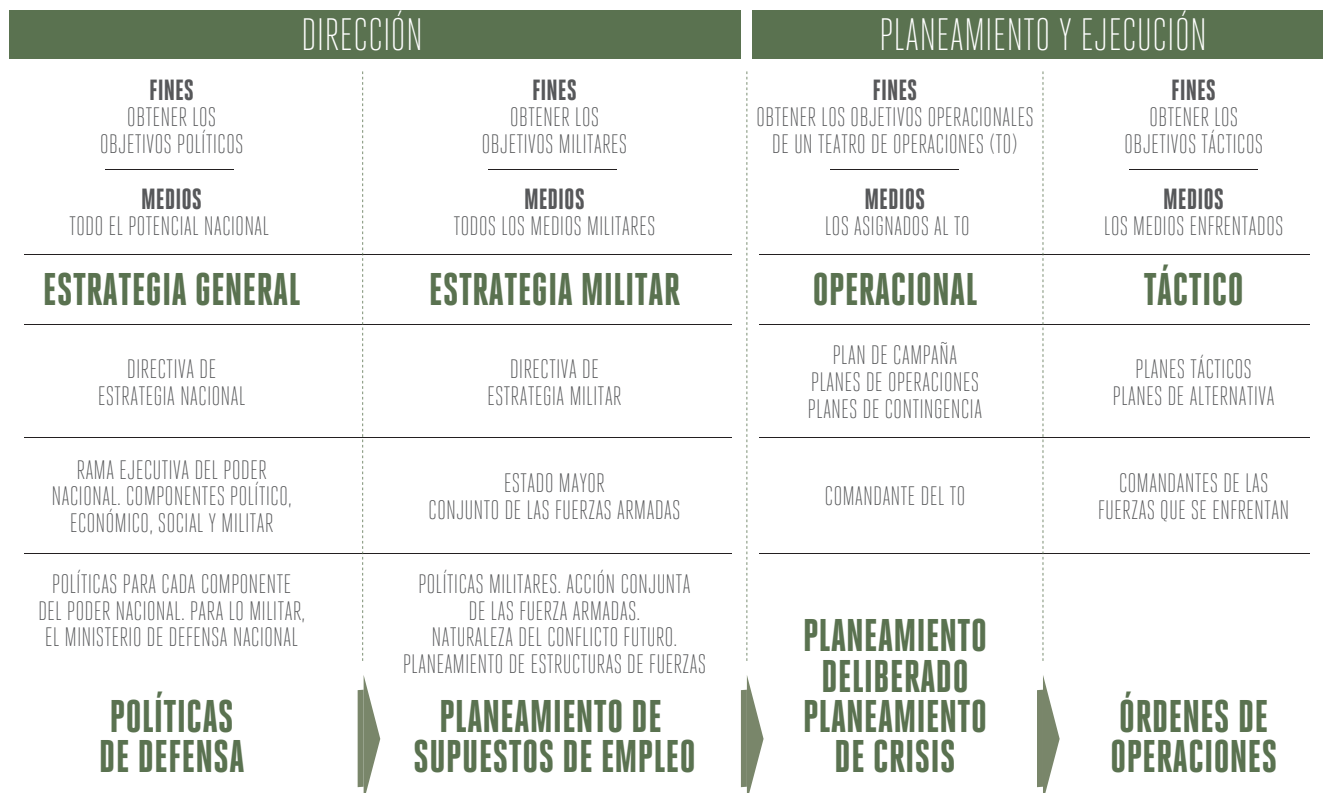 DIRECCIÓN
PLANEAMIENTO Y EJECUCIÓN
FINES
OBTENER LOS
OBJETIVOS POLÍTICOS
MEDIOS
TODO EL POTENCIAL NACIONAL
ESTRATEGIA GENERAL
DIRECTIVA DE
ESTRATEGIA NACIONAL
RAMA EJECUTIVA DEL PODER
NACIONAL. COMPONENTES POLÍTICO,
ECONÓMICO, SOCIAL Y MILITAR
POLÍTICAS PARA CADA COMPONENTE
DEL PODER NACIONAL. PARA LO MILITAR,
EL MINISTERIO DE DEFENSA NACIONAL
POLÍTICAS
DE DEFENSA
FINES
OBTENER LOS
OBJETIVOS MILITARES
MEDIOS
TODOS LOS MEDIOS MILITARES
ESTRATEGIA MILITAR
DIRECTIVA DE
ESTRATEGIA MILITAR
ESTADO MAYOR
CONJUNTO DE LAS FUERZAS ARMADAS
POLÍTICAS MILITARES. ACCIÓN CONJUNTA
DE LAS FUERZA ARMADAS.
NATURALEZA DEL CONFLICTO FUTURO.
PLANEAMIENTO DE ESTRUCTURAS DE FUERZAS
PLANEAMIENTO DE
SUPUESTOS DE EMPLEO
FINES
OBTENER LOS OBJETIVOS OPERACIONALES
DE UN TEATRO DE OPERACIONES (TO)
MEDIOS
LOS ASIGNADOS AL TO
OPERACIONAL
PLAN DE CAMPAÑA
PLANES DE OPERACIONES
PLANES DE CONTINGENCIA
COMANDANTE DEL TO
PLANEAMIENTO
DELIBERADO
PLANEAMIENTO
DE CRISIS
FINES
OBTENER LOS
OBJETIVOS TÁCTICOS
MEDIOS
LOS MEDIOS ENFRENTADOS
TÁCTICO
PLANES TÁCTICOS
PLANES DE ALTERNATIVA
COMANDANTES DE LAS
FUERZAS QUE SE ENFRENTAN
ÓRDENES DE
OPERACIONES